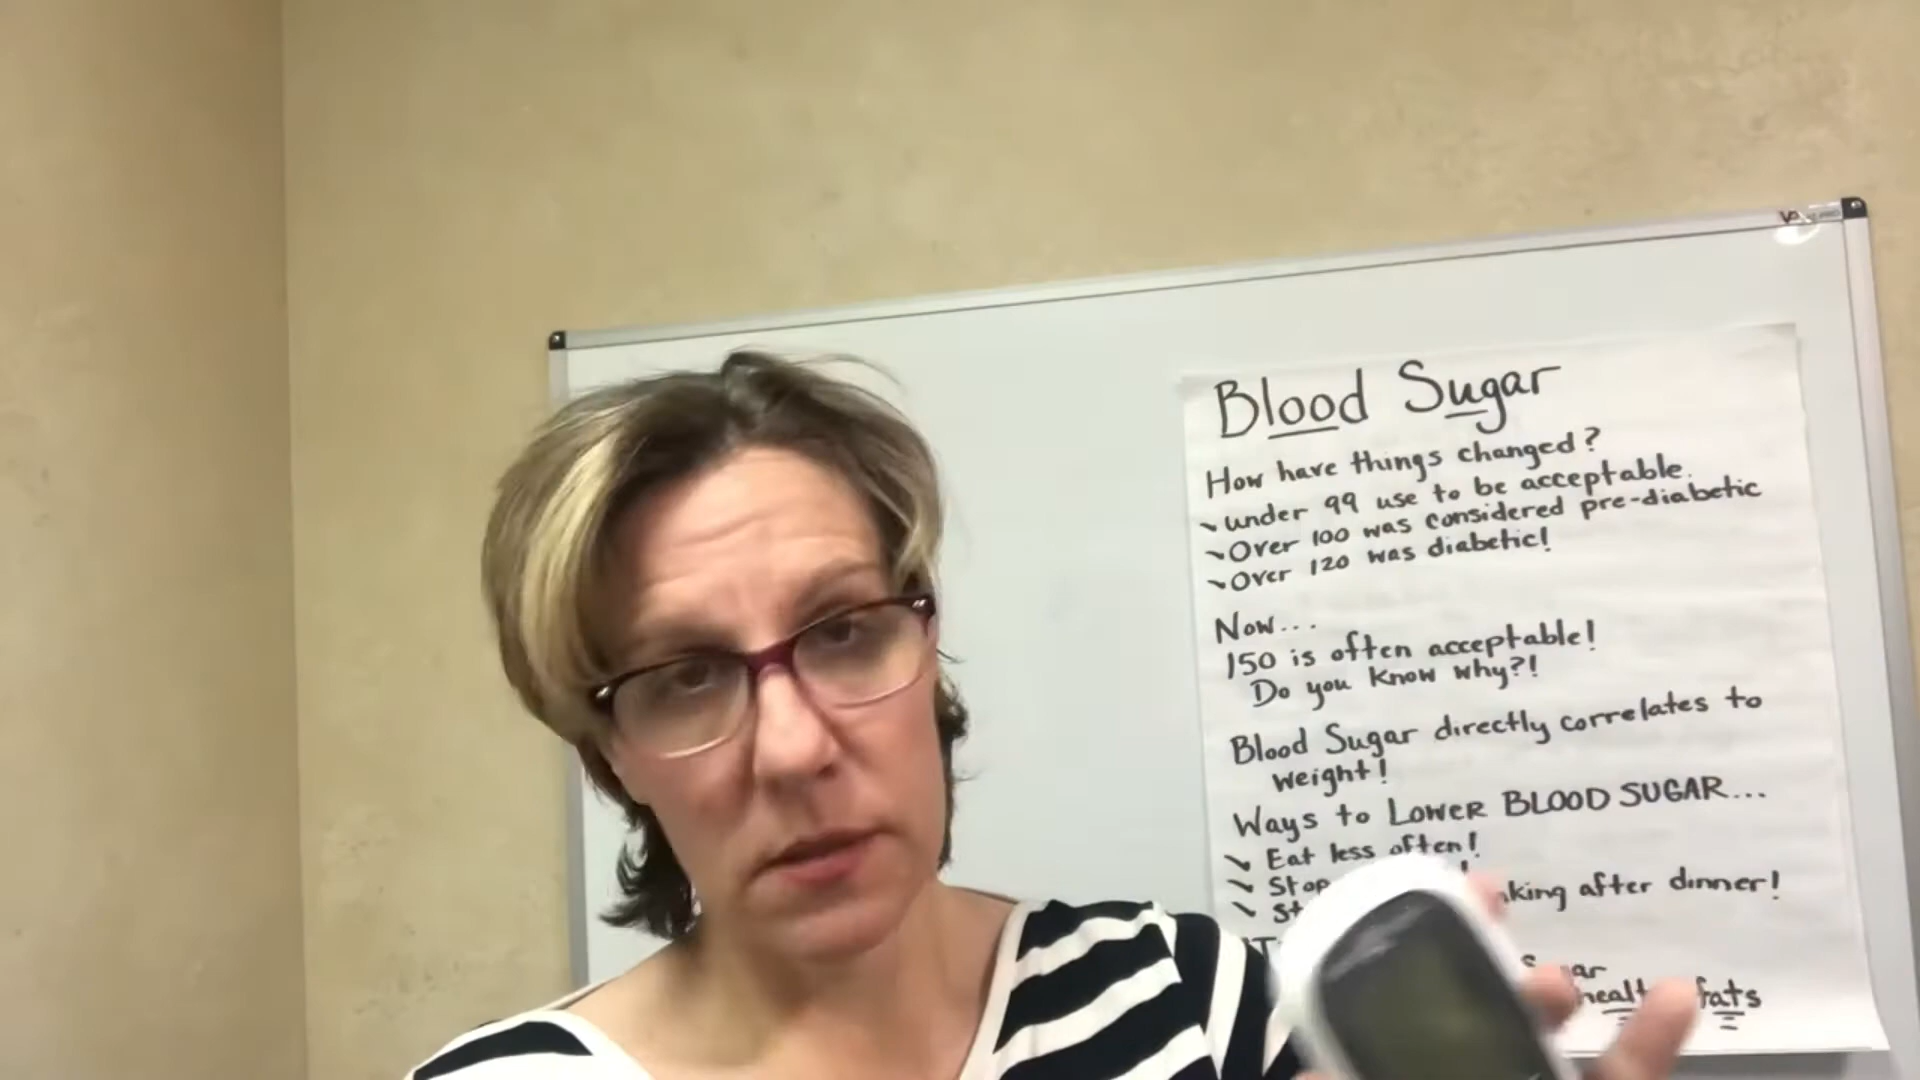 Blood Sugar
How have things changed?
under 99 use to be acceptable.
Over 100 was considered pre-diabetic
Over 120 was diabetic!
Now...
150 is often acceptable!
Do you know why?!
Blood Sugar directly correlates to
weight!
Ways to LOWER BLOOD SUGAR...
Eat less often!
Stop
after dinner!
fats